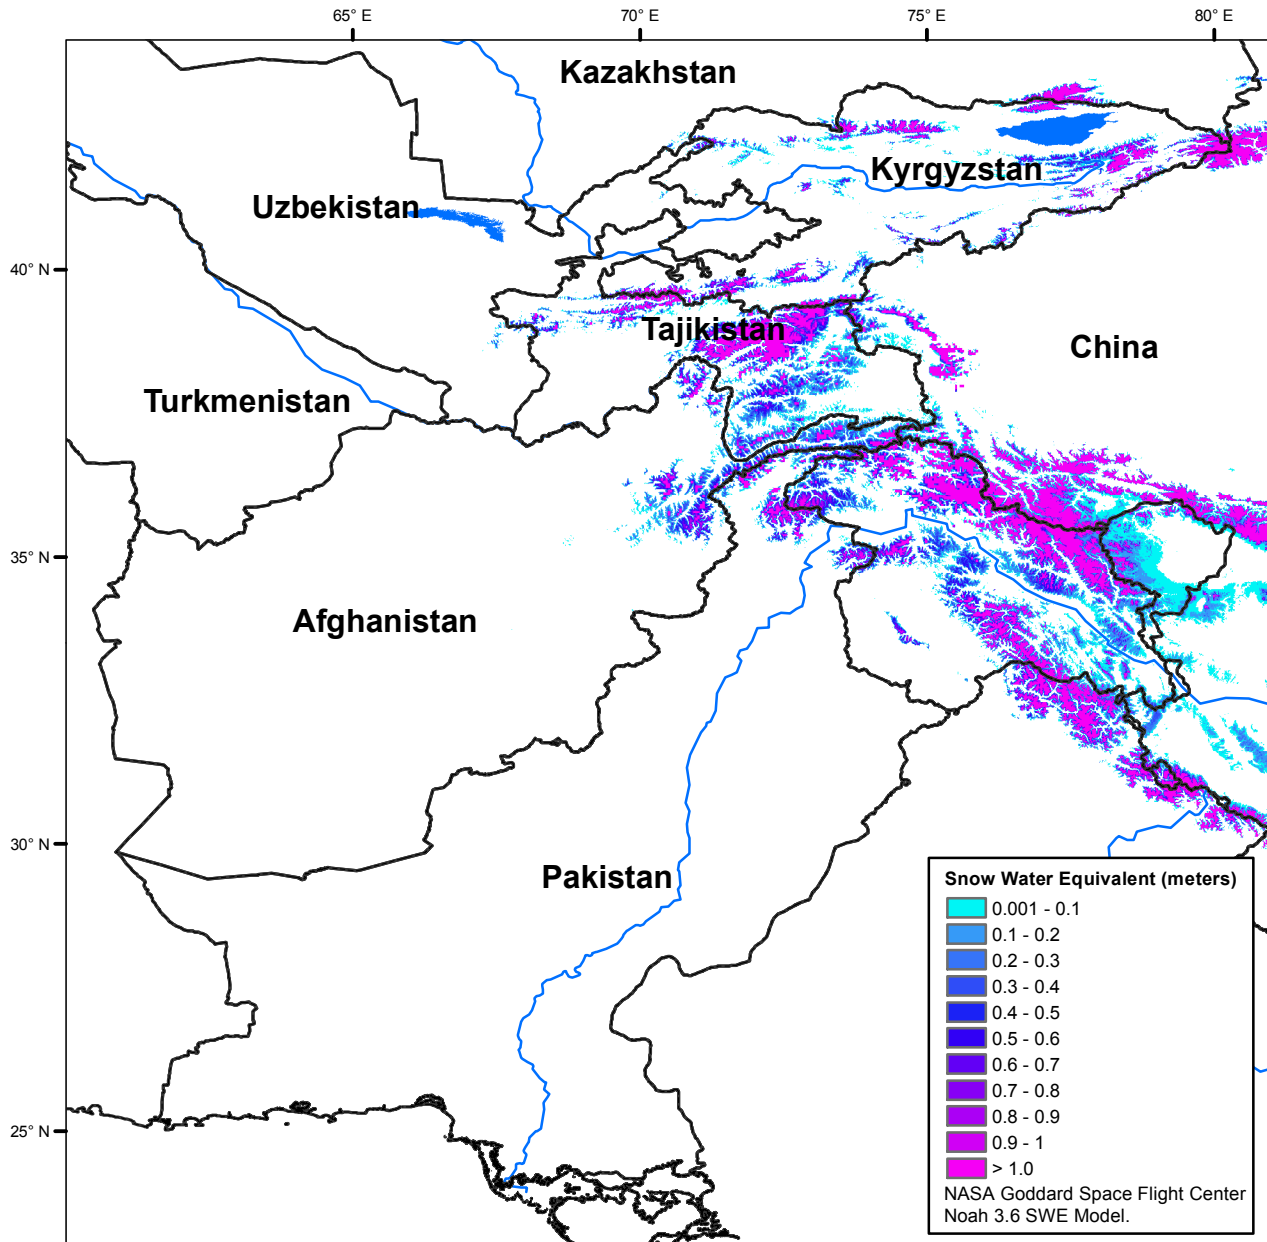 65° E
70° E
75° E
80° E
Kazakhstan
Kyrgyzstan
Uzbekistan
40° N
Tajikistan
China
Turkmenistan
35° N
Afghanistan
30° N
Pakistan
25° N
Snow Water Equivalent (meters)
0.001 - 0.1
0.1 - 0.2
0.2 - 0.3
0.3 - 0.4
0.4 - 0.5
0.5 - 0.6
0.6 - 0.7
0.7 - 0.8
0.8 - 0.9
0.9 - 1
> 1.0
NASA Goddard Space Flight Center
Noah 3.6 SWE Model.